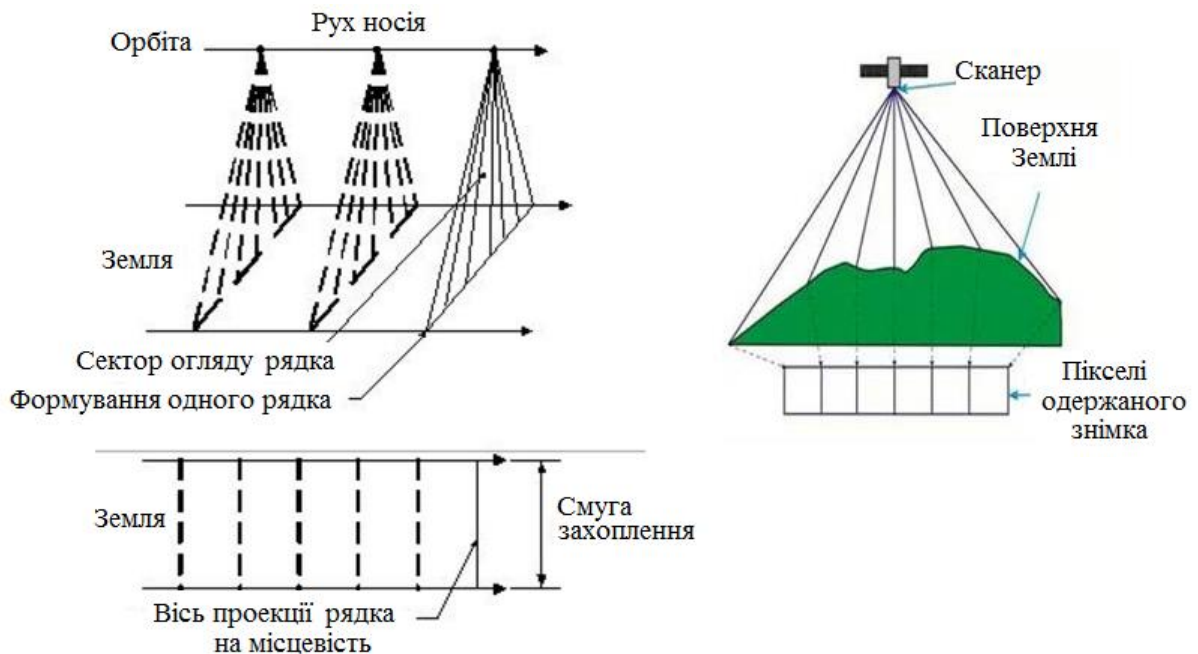 Рух носія
Орбіта
Земля
Сектор огляду рядка
Формування одного рядка
Сканер
Поверхня
Землі
Пікселі
одержаного
знімка
Земля
Смуга
захоплення
Вісь проекції рядка
на місцевість